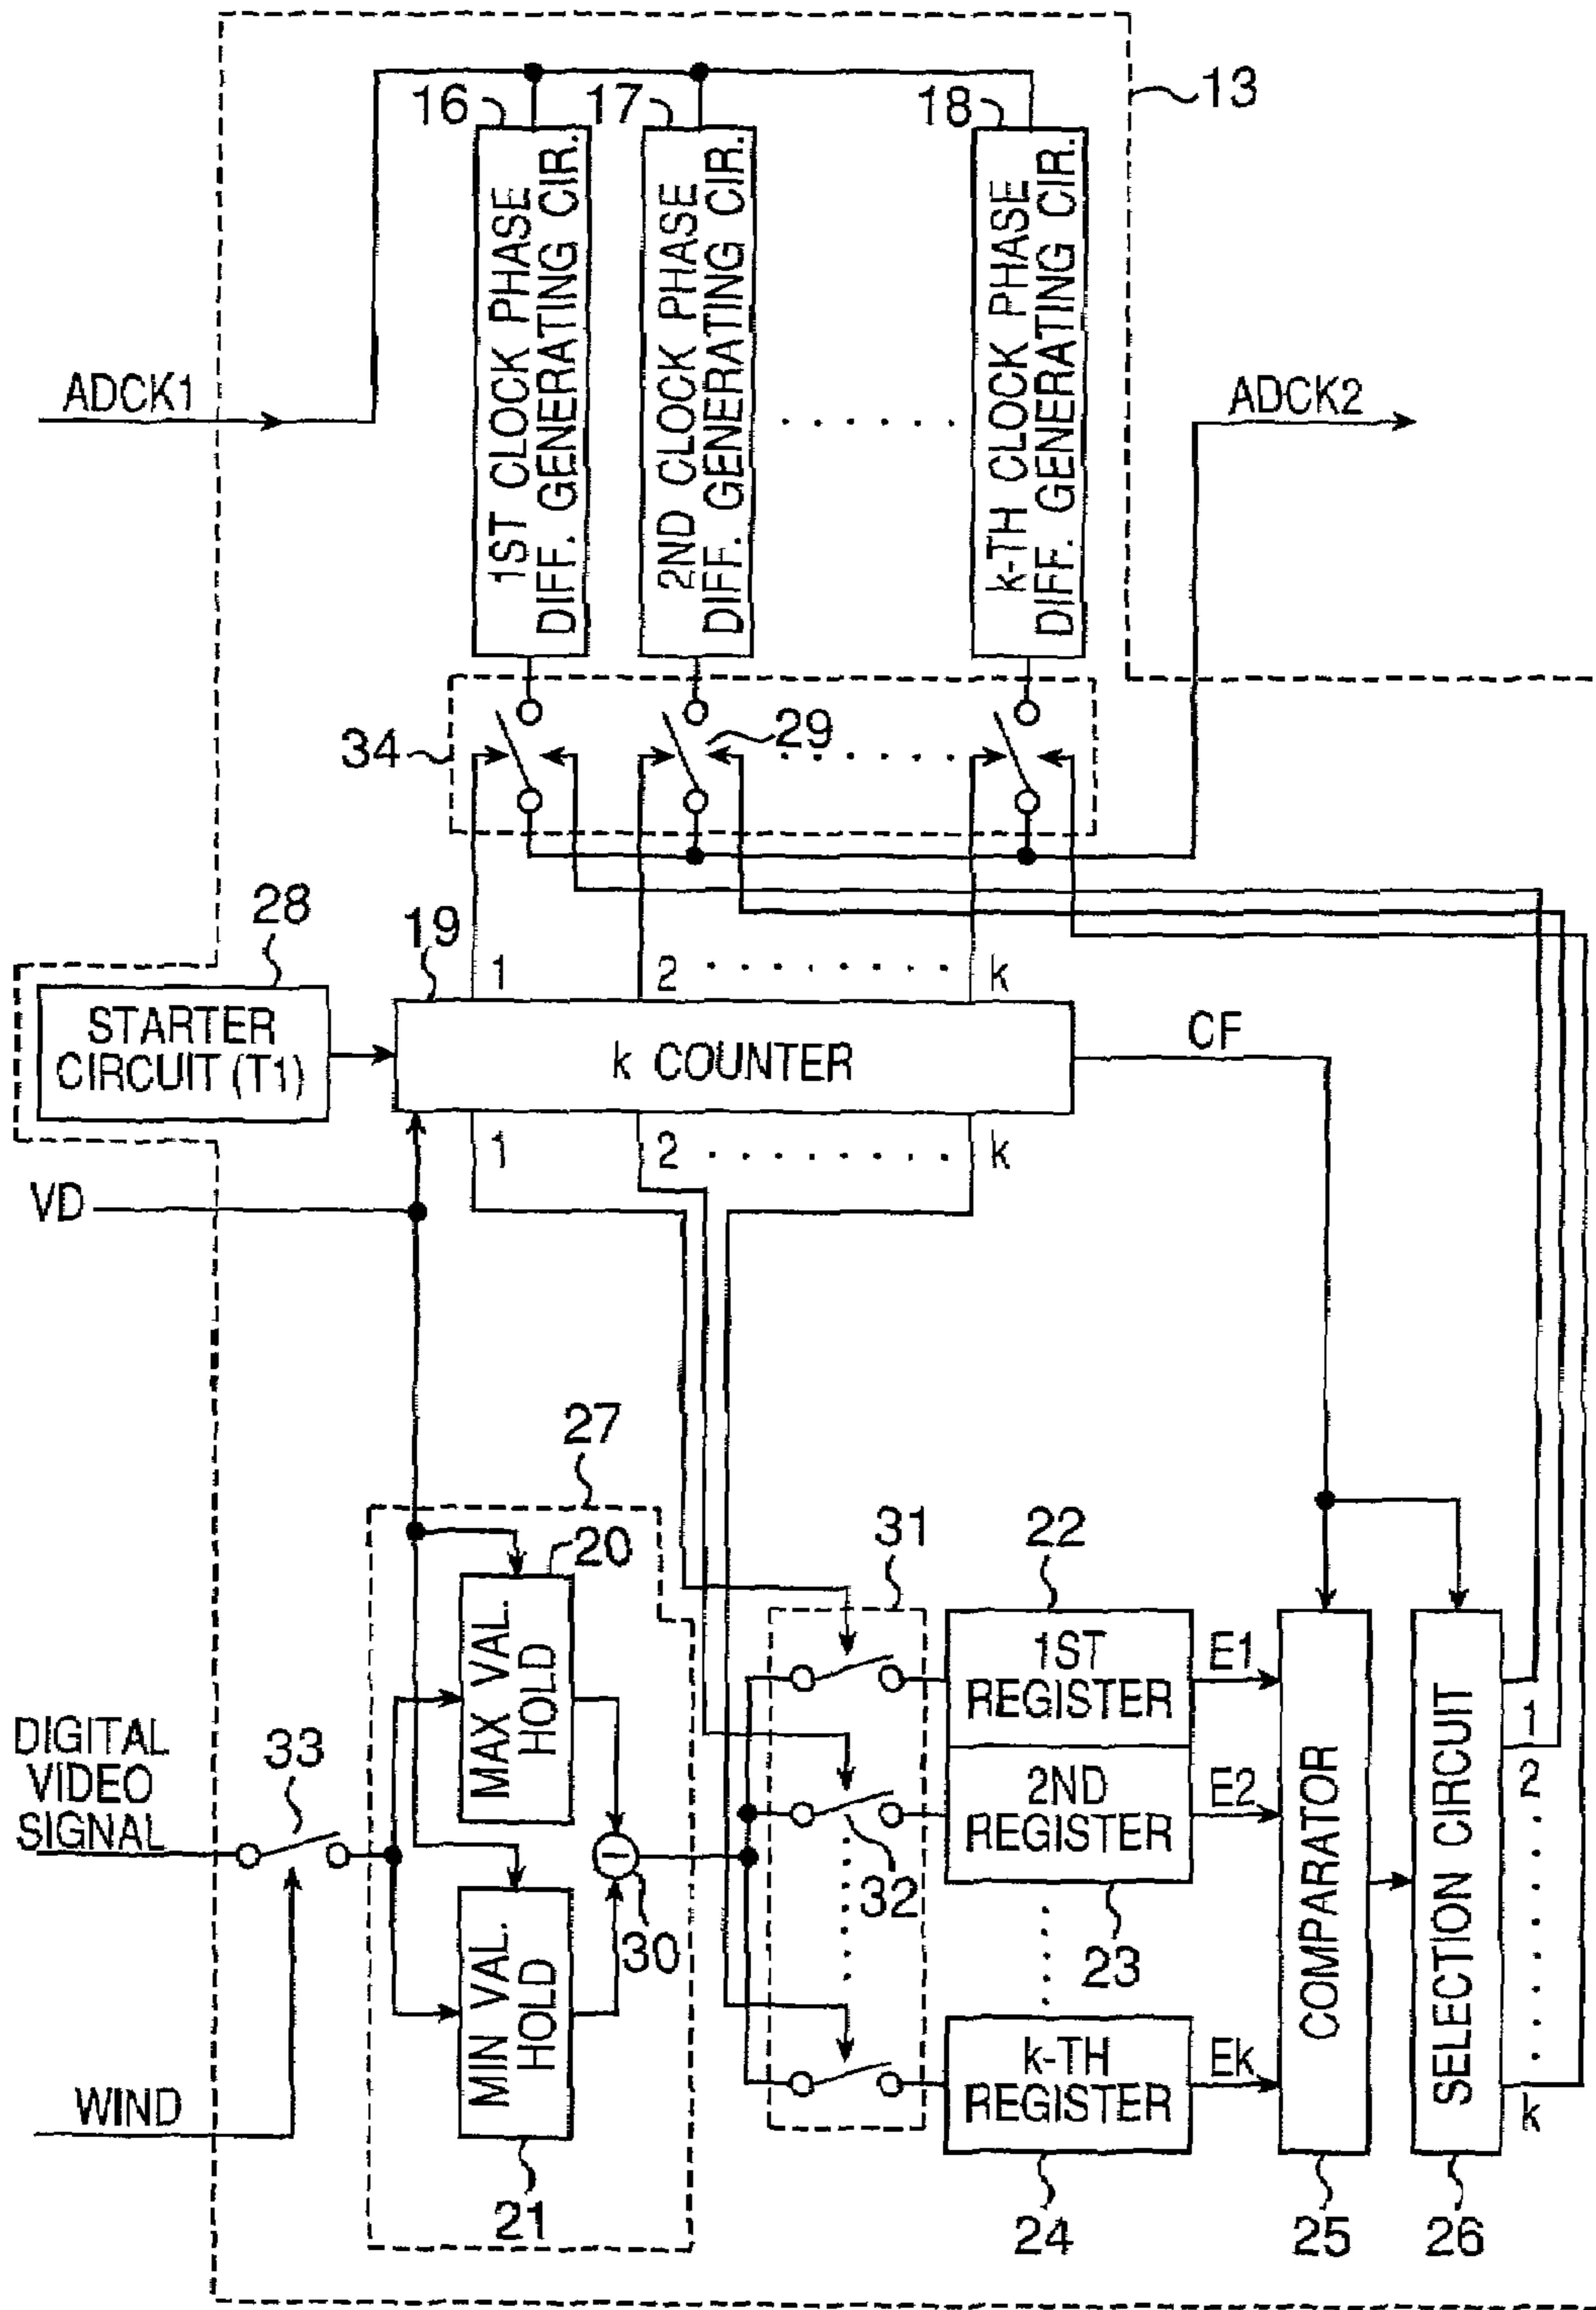 13
16
17
18
1ST CLOCK PHASE
DIFF. GENERATING CIR.
2ND CLOCK PHASE
DIFF. GENERATING CIR.
k-TH CLOCK PHASE
DIFF. GENERATING CIR.
ADCK1
ADCK2
34
29
28
19
1
2
k
STARTER
CIRCUIT (T1)
k COUNTER
CF
1
2
k
VD
27
20
31
22
MAX VAL.
HOLD
1ST
REGISTER
E1
DIGITAL
VIDEO
SIGNAL
33
2ND
REGISTER
E2
COMPARATOR
SELECTION CIRCUIT
1
2
k
32
30
23
MIN VAL.
HOLD
k-TH
REGISTER
Ek
WIND
21
24
25
26